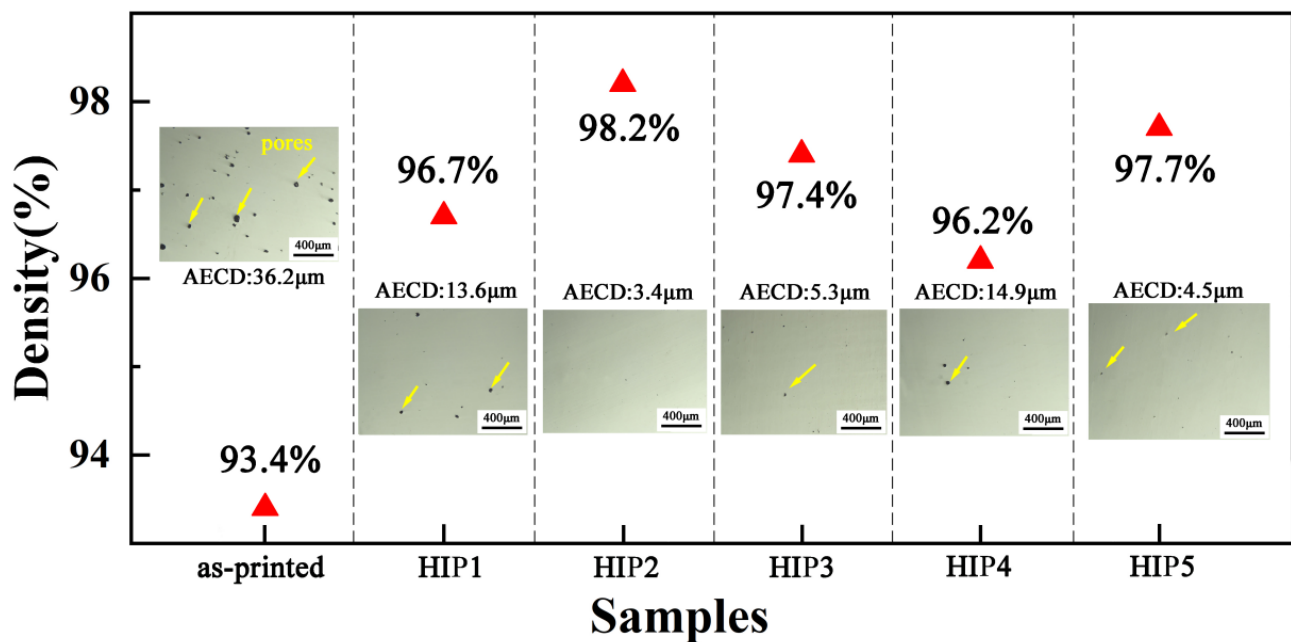 Density(%)
98
96
94
pores
400μm
AECD:36.2μm
93.4%
96.7%
AECD:13.6μm
400μm
98.2%
AECD:3.4μm
400μm
97.4%
AECD:5.3μm
400μm
96.2%
AECD:14.9μm
400μm
97.7%
AECD:4.5μm
400μm
as-printed
HIP1
HIP2
HIP3
HIP4
HIP5
Samples